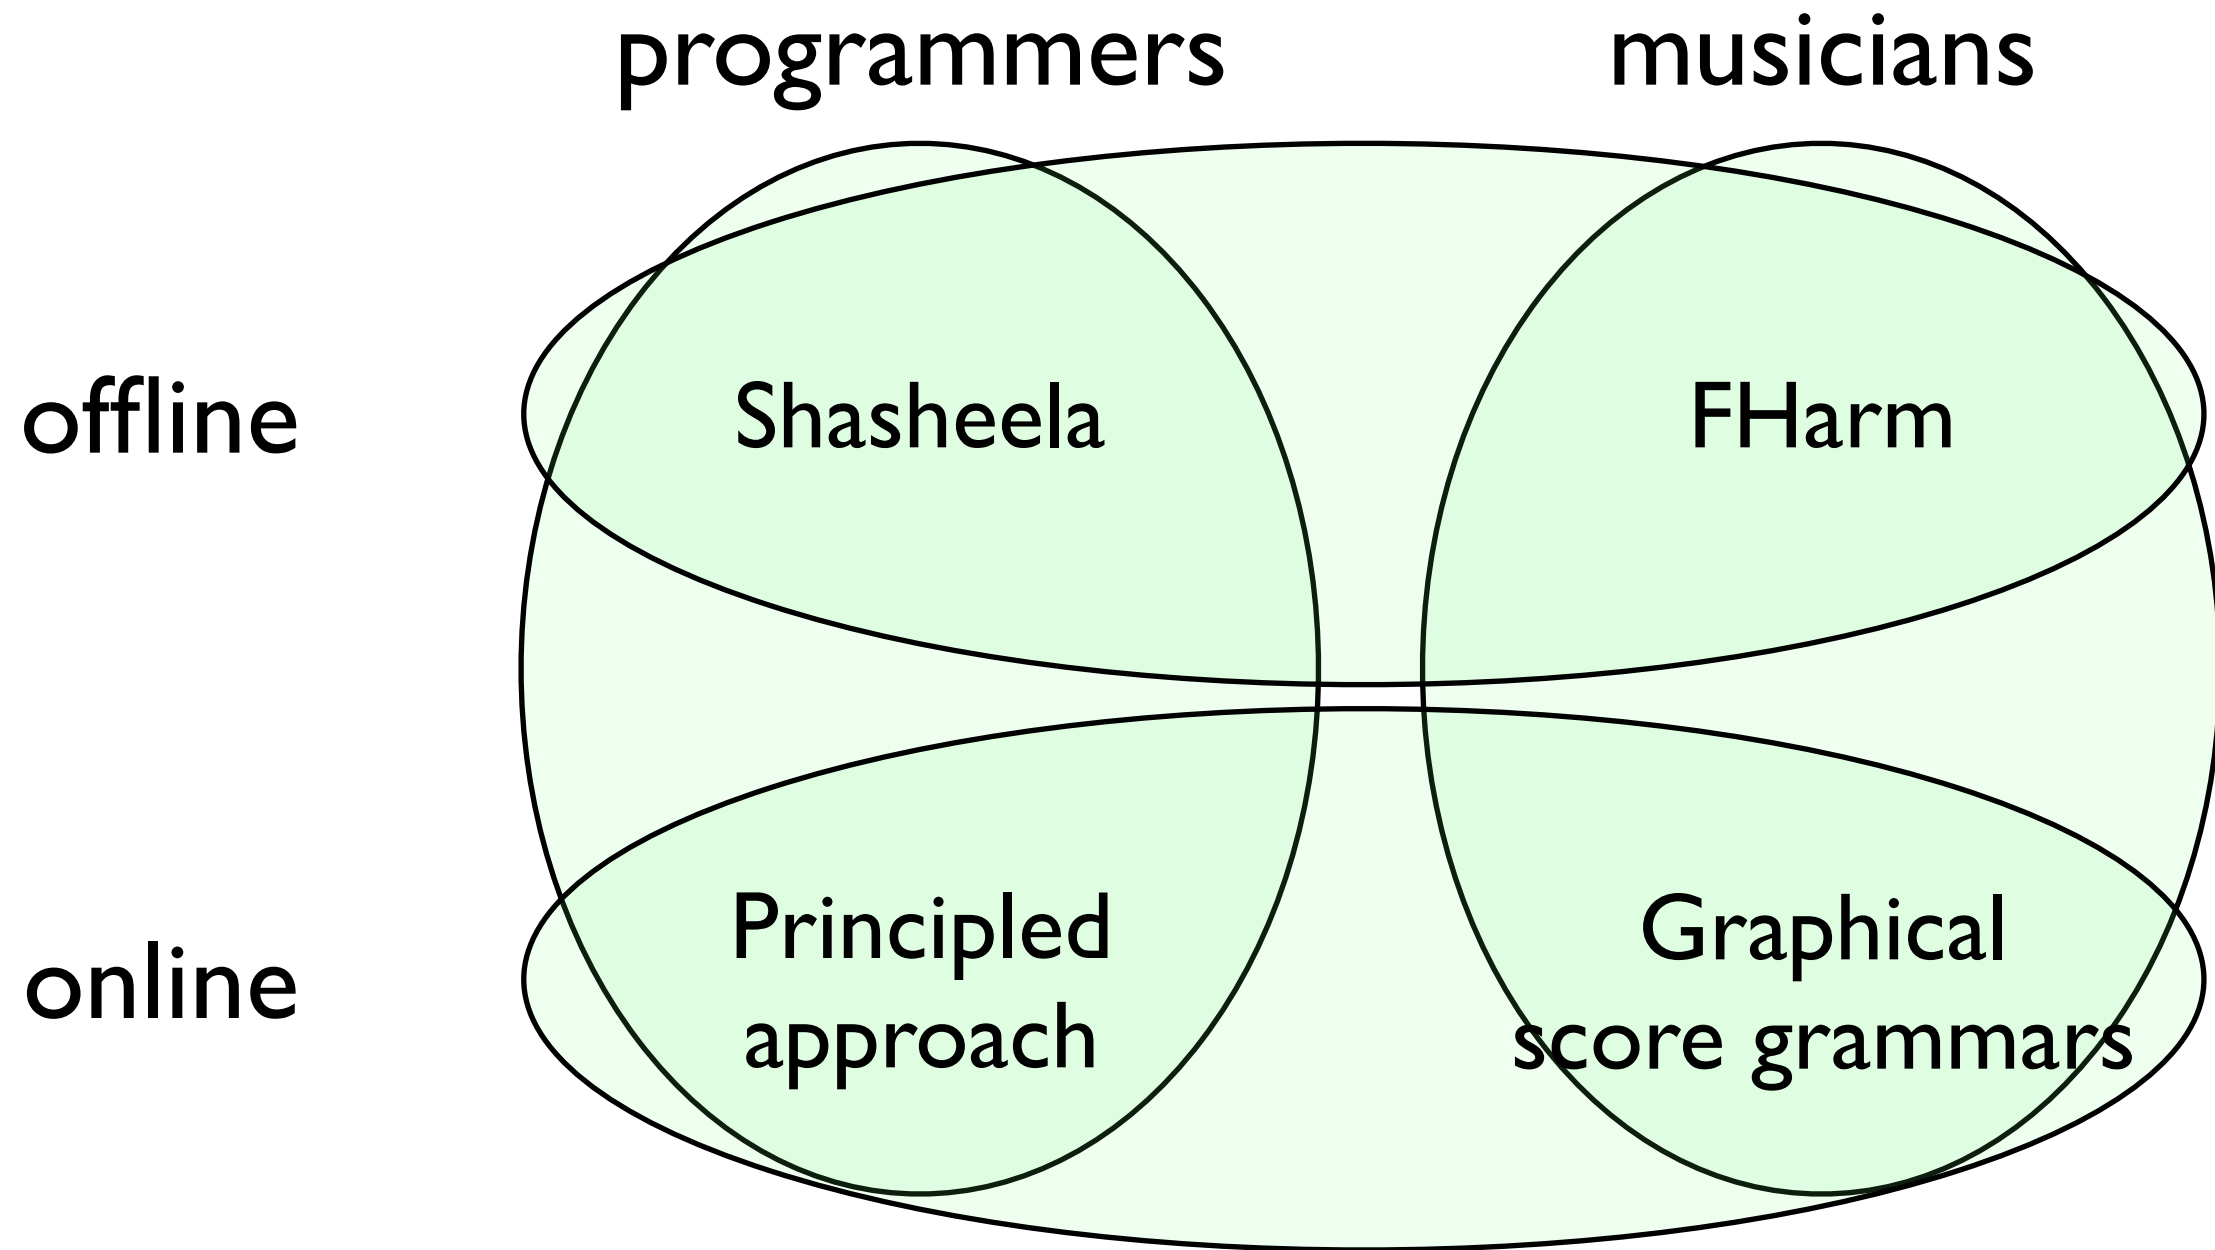 programmers musicians
offline Shasheela FHarm
online
Principled
approach
Graphical
score grammars